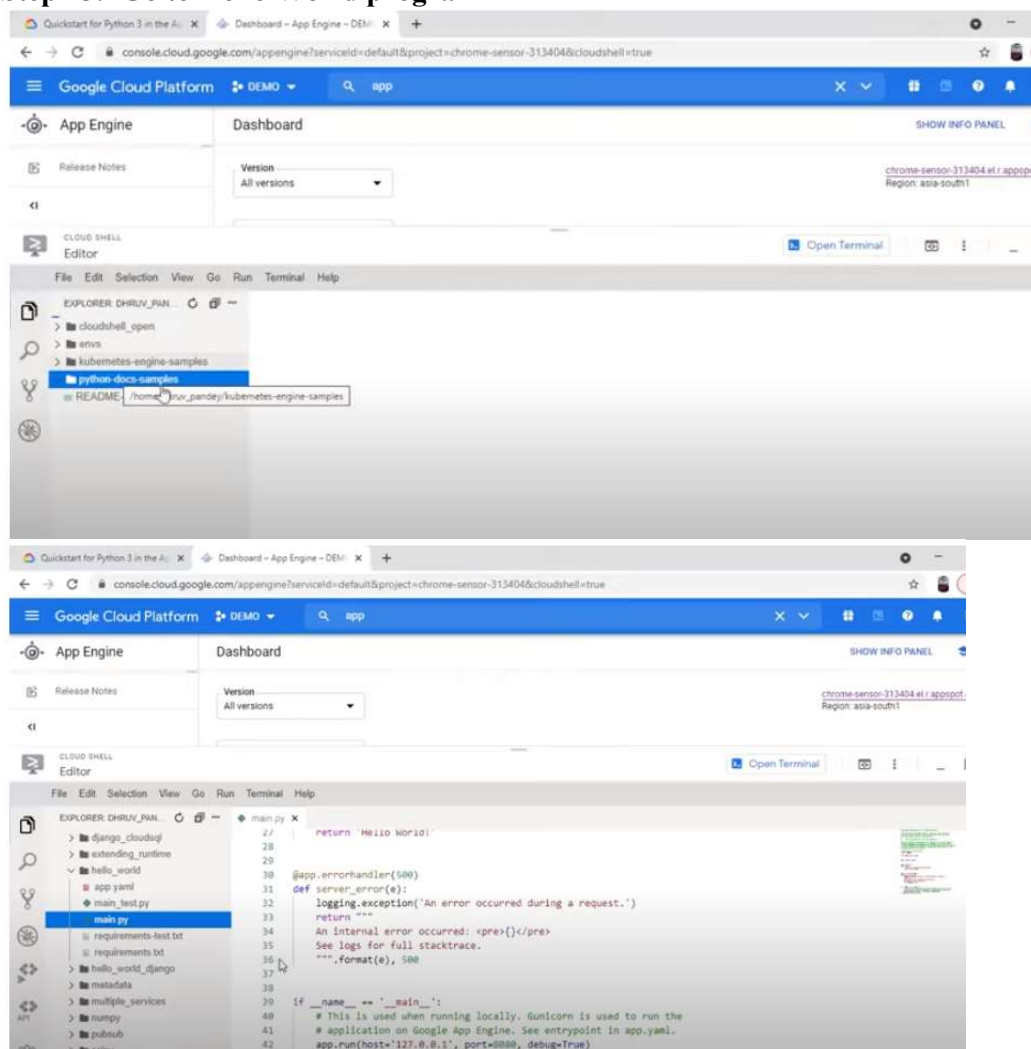 Quickstart for Python 3 in the A
Dashboard – App Engine – DEM
console.cloud.google.com/appengine?serviceId=default&project=chrome-sensor-313404&cloudshell=true
Google Cloud Platform DEMO app
App Engine Dashboard SHOW INFO PANEL
Release Notes
Version
All versions
chrome-sensor-313404.el.r.appspo
Region: asia-south1
CLOUD SHELL
Editor
Open Terminal
File Edit Selection View Go Run Terminal Help
EXPLORER: DHRUV_PAN...
cloudshell_open
envs
kubernetes-engine-samples
python-docs-samples
README- /home/dhruv_pandey/kubernetes-engine-samples
Quickstart for Python 3 in the A
Dashboard – App Engine – DEM
console.cloud.google.com/appengine?serviceId=default&project=chrome-sensor-313404&cloudshell=true
Google Cloud Platform DEMO app
App Engine Dashboard SHOW INFO PANEL
Release Notes
Version
All versions
chrome-sensor-313404.el.r.appspot.
Region: asia-south1
CLOUD SHELL
Editor
Open Terminal
File Edit Selection View Go Run Terminal Help
EXPLORER: DHRUV_PAN...
django_cloudsql
extending_runtime
hello_world
app.yaml
main_test.py
main.py
requirements-test.txt
requirements.txt
hello_world_django
metadata
multiple_services
numpy
pubsub
API
main.py
27 return 'Hello World!'
28
29
30 @app.errorhandler(500)
31 def server_error(e):
32 logging.exception('An error occurred during a request.')
33 return """
34 An internal error occurred: <pre>{}</pre>
35 See logs for full stacktrace.
36 """.format(e), 500
37
38
39 if __name__ == '__main__':
40 # This is used when running locally. Gunicorn is used to run the
41 # application on Google App Engine. See entrypoint in app.yaml.
42 app.run(host='127.0.0.1', port=8080, debug=True)